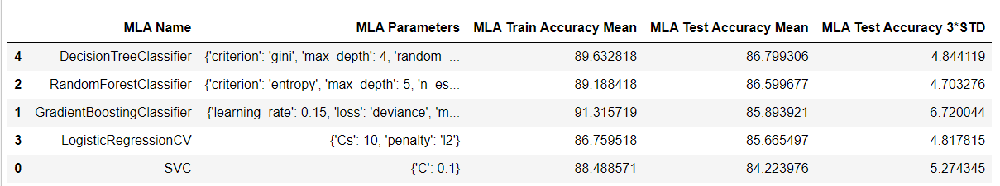 MLA Name MLA Parameters MLA Train Accuracy Mean MLA Test Accuracy Mean MLA Test Accuracy 3*STD
4 DecisionTreeClassifier {'criterion': 'gini', 'max_depth': 4, 'random_... 89.632818 86.799306 4.844119
2 RandomForestClassifier {'criterion': 'entropy', 'max_depth': 5, 'n_es... 89.188418 86.599677 4.703276
1 GradientBoostingClassifier {'learning_rate': 0.15, 'loss': 'deviance', 'm... 91.315719 85.893921 6.720044
3 LogisticRegressionCV {'Cs': 10, 'penalty': 'l2'} 86.759518 85.665497 4.817815
0 SVC {'C': 0.1} 88.488571 84.223976 5.274345